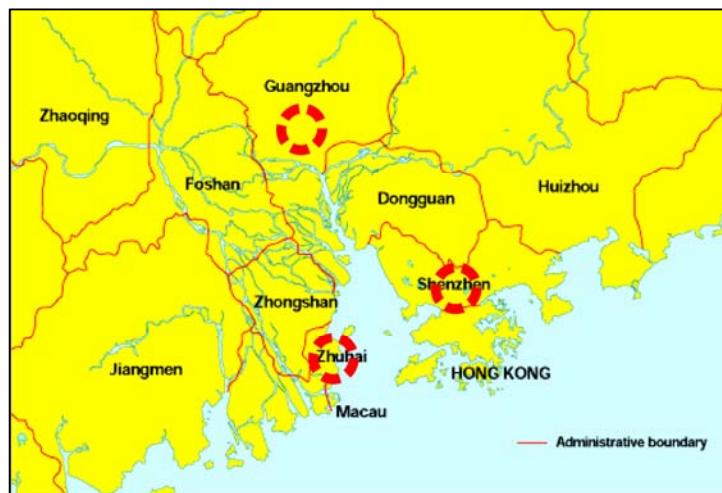 Guangzhou
Zhaoqing
Foshan
Dongguan
Huizhou
Shenzhen
Zhongshan
Zhuhai
Jiangmen
HONG KONG
Macau
Administrative boundary